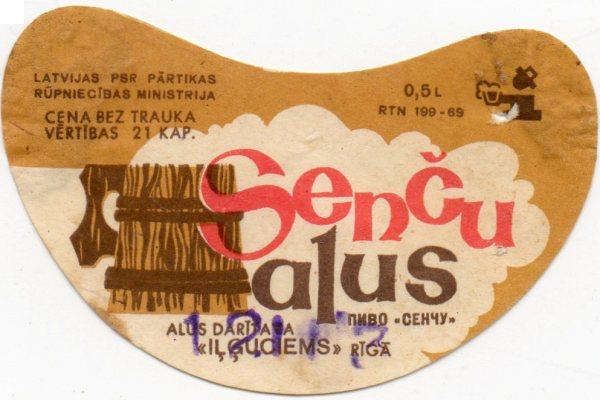 LATVIJAS PSR PĀRTIKAS
RŪPNIECĪBAS MINISTRIJA
CENA BEZ TRAUKA
VĒRTĪBAS 21 KAP.
0,5 L
RTN 199-69
Senču
alus
ПИВО «СЕНЧУ»
ALUS DARĪTAVA
«IĻĢUCIEMS» RĪGĀ